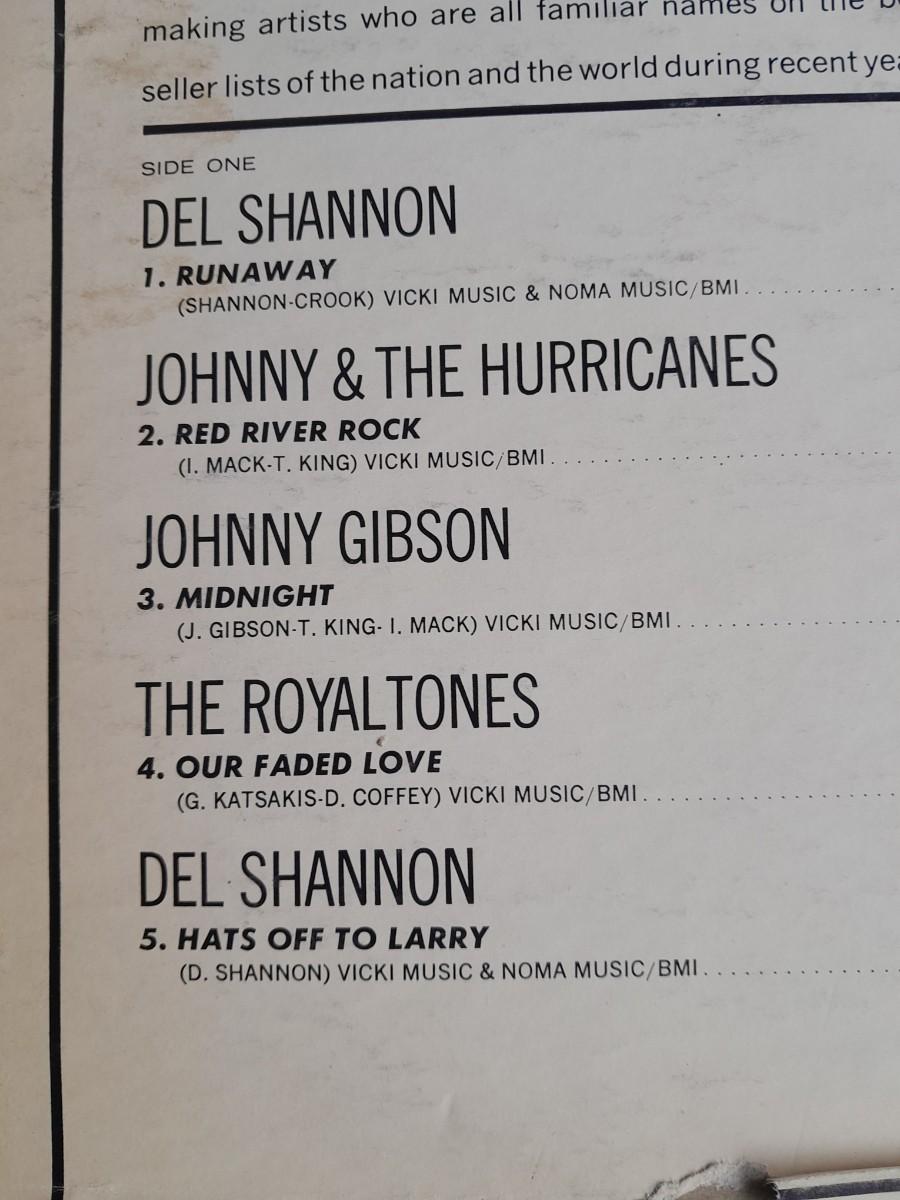 making artists who are all familiar names on the
seller lists of the nation and the world during recent
SIDE ONE
DEL SHANNON
1. RUNAWAY
(SHANNON-CROOK) VICKI MUSIC & NOMA MUSIC/BMI..........
JOHNNY & THE HURRICANES
2. RED RIVER ROCK
(I. MACK-T. KING) VICKI MUSIC/BMI..........................
JOHNNY GIBSON
3. MIDNIGHT
(J. GIBSON-T. KING- I. MACK) VICKI MUSIC/BMI.................
THE ROYALTONES
4. OUR FADED LOVE
(G. KATSAKIS-D. COFFEY) VICKI MUSIC/BMI....................
DEL SHANNON
5. HATS OFF TO LARRY
(D. SHANNON) VICKI MUSIC & NOMA MUSIC/BMI...............